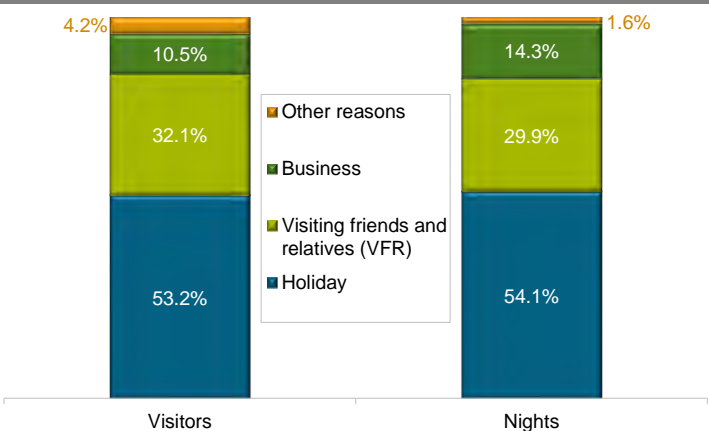 4.2%
1.6%
10.5%
14.3%
Other reasons
32.1%
29.9%
Business
Visiting friends and
relatives (VFR)
Holiday
53.2%
54.1%
Visitors
Nights